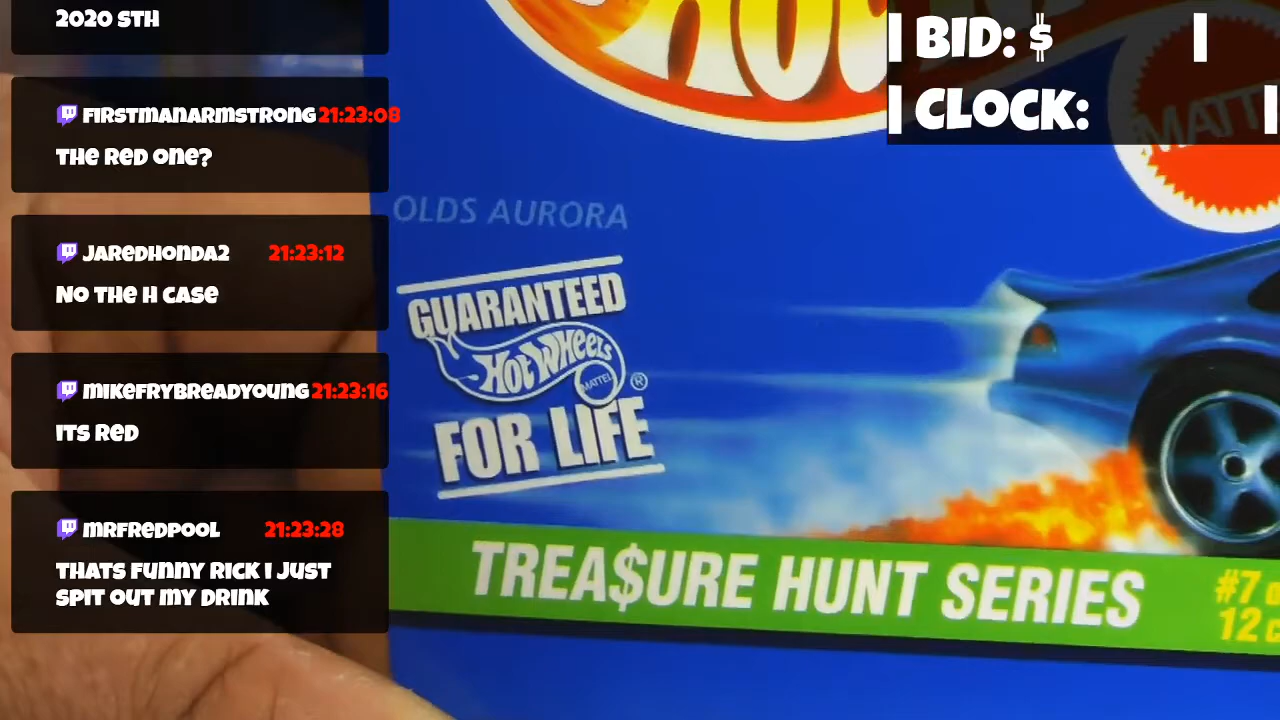 2020 STH
FIRSTMANARMSTRONG 21:23:08
THE RED ONE?
JAREDHONDA2 21:23:12
NO THE H CASE
MIKEFRYBREADYOUNG 21:23:16
ITS RED
MRFREDPOOL 21:23:28
THATS FUNNY RICK I JUST
SPIT OUT MY DRINK
HOT
| BID: $ |
| CLOCK: |
MATT
OLDS AURORA
GUARANTEED
HOT WHEELS
MATTEL
®
FOR LIFE
TREA$URE HUNT SERIES
#7 o
12 c